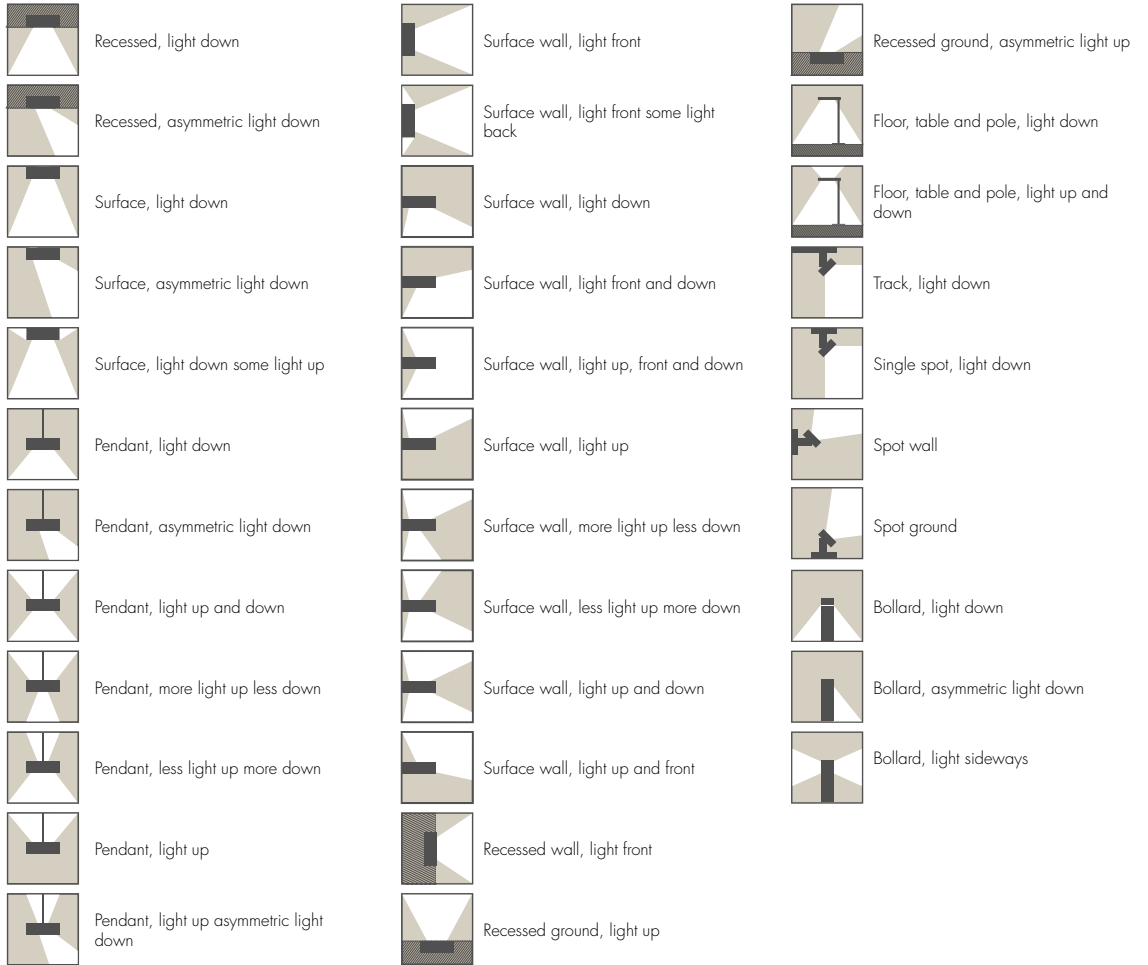 Recessed, light down
Recessed, asymmetric light down
Surface, light down
Surface, asymmetric light down
Surface, light down some light up
Pendant, light down
Pendant, asymmetric light down
Pendant, light up and down
Pendant, more light up less down
Pendant, less light up more down
Pendant, light up
Pendant, light up asymmetric light
down
Surface wall, light front
Surface wall, light front some light
back
Surface wall, light down
Surface wall, light front and down
Surface wall, light up, front and down
Surface wall, light up
Surface wall, more light up less down
Surface wall, less light up more down
Surface wall, light up and down
Surface wall, light up and front
Recessed wall, light front
Recessed ground, light up
Recessed ground, asymmetric light up
Floor, table and pole, light down
Floor, table and pole, light up and
down
Track, light down
Single spot, light down
Spot wall
Spot ground
Bollard, light down
Bollard, asymmetric light down
Bollard, light sideways